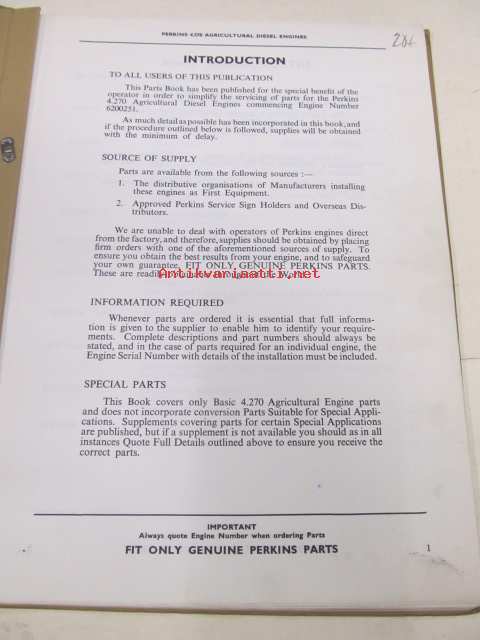 PERKINS 4.270 AGRICULTURAL DIESEL ENGINES
INTRODUCTION
TO ALL USERS OF THIS PUBLICATION
This Parts Book has been published for the special benefit of the
operator in order to simplify the servicing of parts for the Perkins
4.270 Agricultural Diesel Engines commencing Engine Number
6200251.
As much detail as possible has been incorporated in this book, and
if the procedure outlined below is followed, supplies will be obtained
with the minimum of delay.
SOURCE OF SUPPLY
Parts are available from the following sources :—
1. The distributive organisations of Manufacturers installing
these engines as First Equipment.
2. Approved Perkins Service Sign Holders and Overseas Dis-
tributors.
We are unable to deal with operators of Perkins engines direct
from the factory, and therefore, supplies should be obtained by placing
firm orders with one of the aforementioned sources of supply. To
ensure you obtain the best results from your engine, and to safeguard
your own guarantee, FIT ONLY GENUINE PERKINS PARTS.
These are readily obtainable throughout the World.
Antikvariaatti.net
INFORMATION REQUIRED
Whenever parts are ordered it is essential that full informa-
tion is given to the supplier to enable him to identify your require-
ments. Complete descriptions and part numbers should always be
stated, and in the case of parts required for an individual engine, the
Engine Serial Number with details of the installation must be included.
SPECIAL PARTS
This Book covers only Basic 4.270 Agricultural Engine parts
and does not incorporate conversion Parts Suitable for Special Appli-
cations. Supplements covering parts for certain Special Applications
are published, but if a supplement is not available you should as in all
instances Quote Full Details outlined above to ensure you receive the
correct parts.
IMPORTANT
Always quote Engine Number when ordering Parts
FIT ONLY GENUINE PERKINS PARTS
1